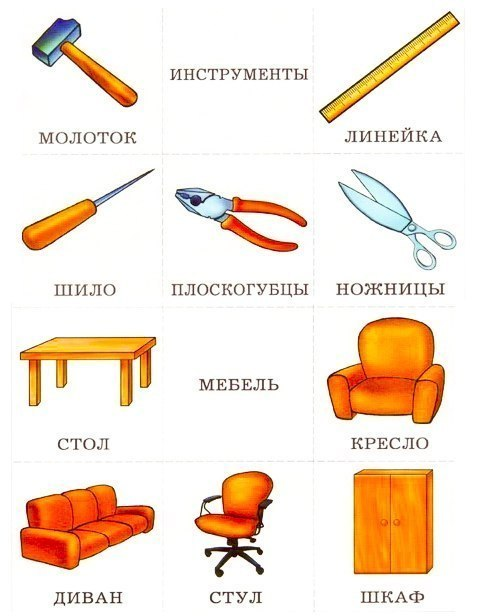 ИНСТРУМЕНТЫ
МОЛОТОК
ЛИНЕЙКА
ШИЛО
ПЛОСКОГУБЦЫ
НОЖНИЦЫ
МЕБЕЛЬ
СТОЛ
КРЕСЛО
ДИВАН
СТУЛ
ШКАФ